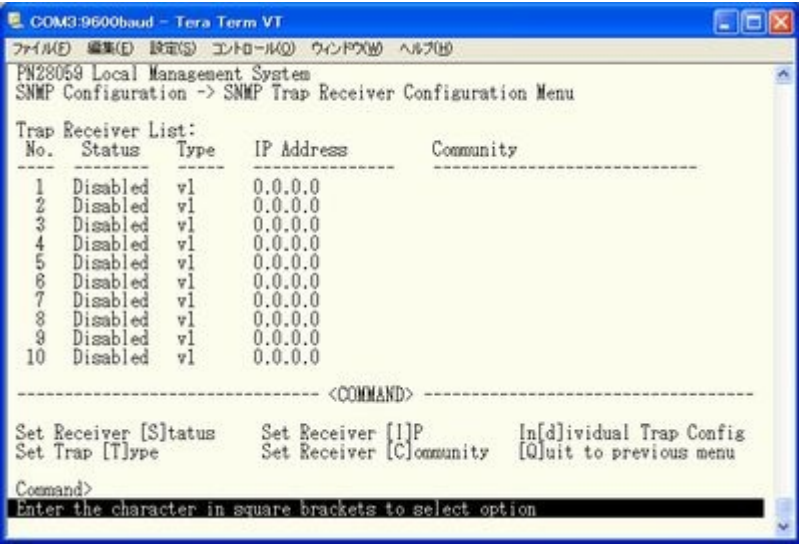 COM3:9600baud - Tera Term VT
ファイル(F) 編集(E) 設定(S) コントロール(O) ウィンドウ(W) ヘルプ(H)
PN28059 Local Management System
SNMP Configuration -> SNMP Trap Receiver Configuration Menu
Trap Receiver List:
No. Status Type IP Address Community
---- -------- ----- --------------- ----------------------------
1 Disabled v1 0.0.0.0
2 Disabled v1 0.0.0.0
3 Disabled v1 0.0.0.0
4 Disabled v1 0.0.0.0
5 Disabled v1 0.0.0.0
6 Disabled v1 0.0.0.0
7 Disabled v1 0.0.0.0
8 Disabled v1 0.0.0.0
9 Disabled v1 0.0.0.0
10 Disabled v1 0.0.0.0
-------------------------------- <COMMAND> -----------------------------------
Set Receiver [S]tatus Set Receiver [I]P In[d]ividual Trap Config
Set Trap [T]ype Set Receiver [C]ommunity [Q]uit to previous menu
Command>
Enter the character in square brackets to select option